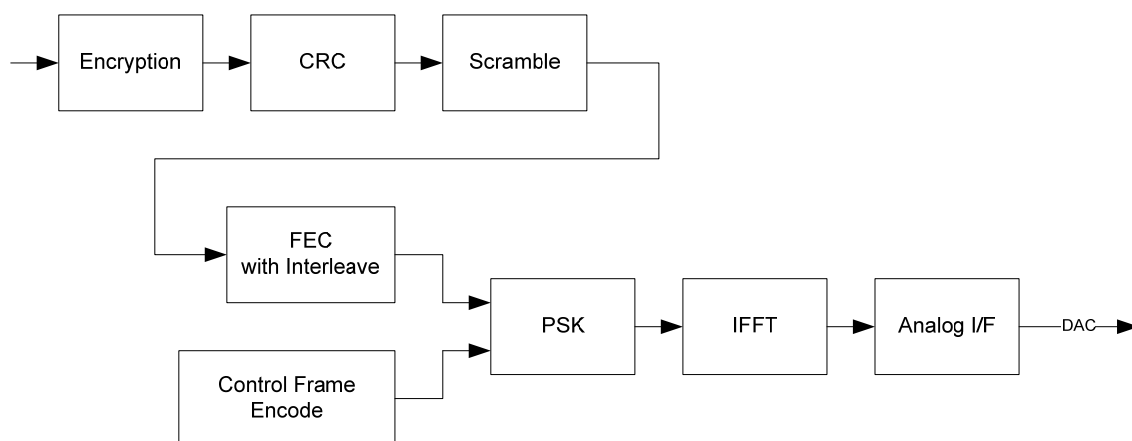 Encryption
CRC
Scramble
FEC
with Interleave
PSK
IFFT
Analog I/F
DAC
Control Frame
Encode